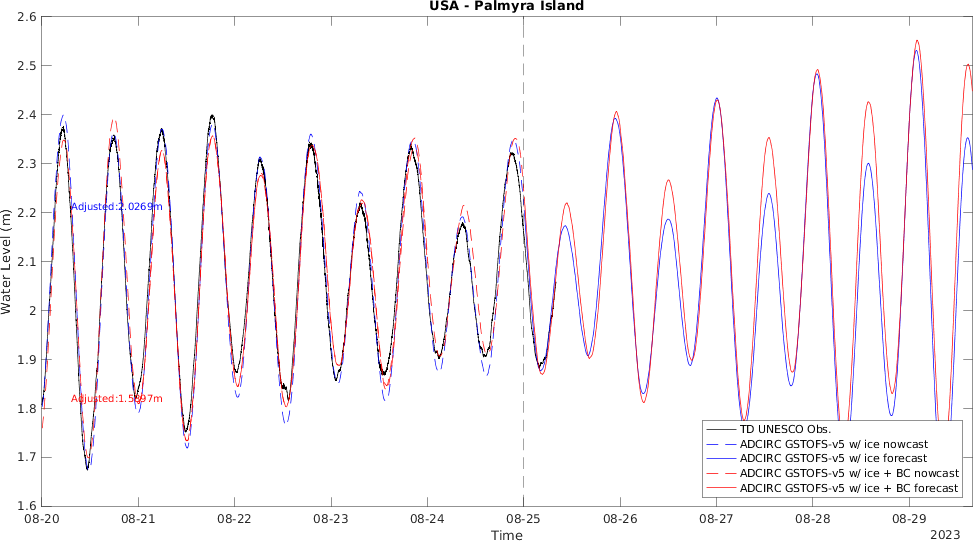 USA - Palmyra Island
2.6
2.5
2.4
2.3
2.2
2.1
2
1.9
1.8
1.7
1.6
Water Level (m)
Adjusted:2.0269m
TD UNESCO Obs.
ADCIRC GSTOFS-v5 w/ ice nowcast
ADCIRC GSTOFS-v5 w/ ice forecast
ADCIRC GSTOFS-v5 w/ ice + BC nowcast
ADCIRC GSTOFS-v5 w/ ice + BC forecast
08-20 08-21 08-22 08-23 08-24 08-25 08-26 08-27 08-28 08-29
Time
2023